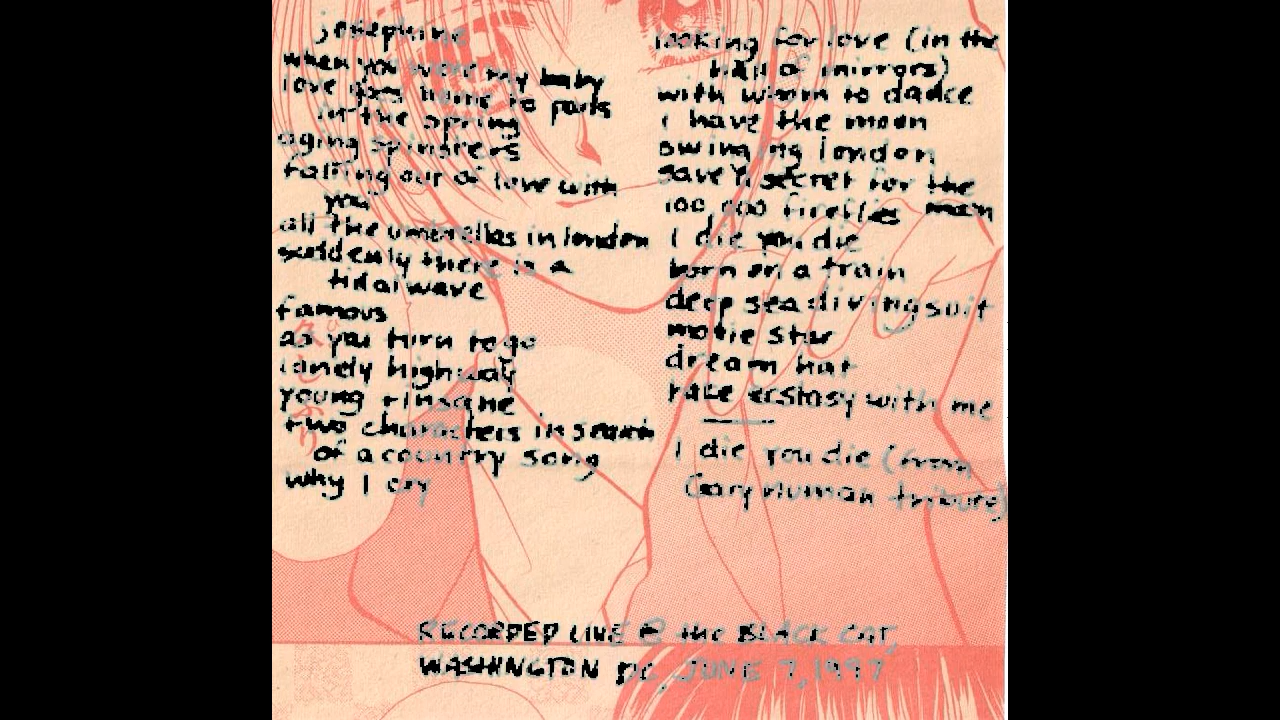 josephine
when you were my baby
love goes home to paris
in the spring
aging spinsters
falling out of love with
you
all the umbrellas in london
suddenly there is a
tidal wave
famous
as you turn to go
lonely highway
young + insane
two characters in search
of a country song
why I cry
looking for love (in the
hall of mirrors)
with whom to dance
i have the moon
swinging london
save a secret for the
moon
100,000 fireflies
I die you die
born on a train
deep sea diving suit
movie star
dream hat
take ecstasy with me
I die you die (from
Gary Numan tribute)
RECORDED LIVE @ the BLACK CAT,
WASHINGTON DC, JUNE 7, 1997